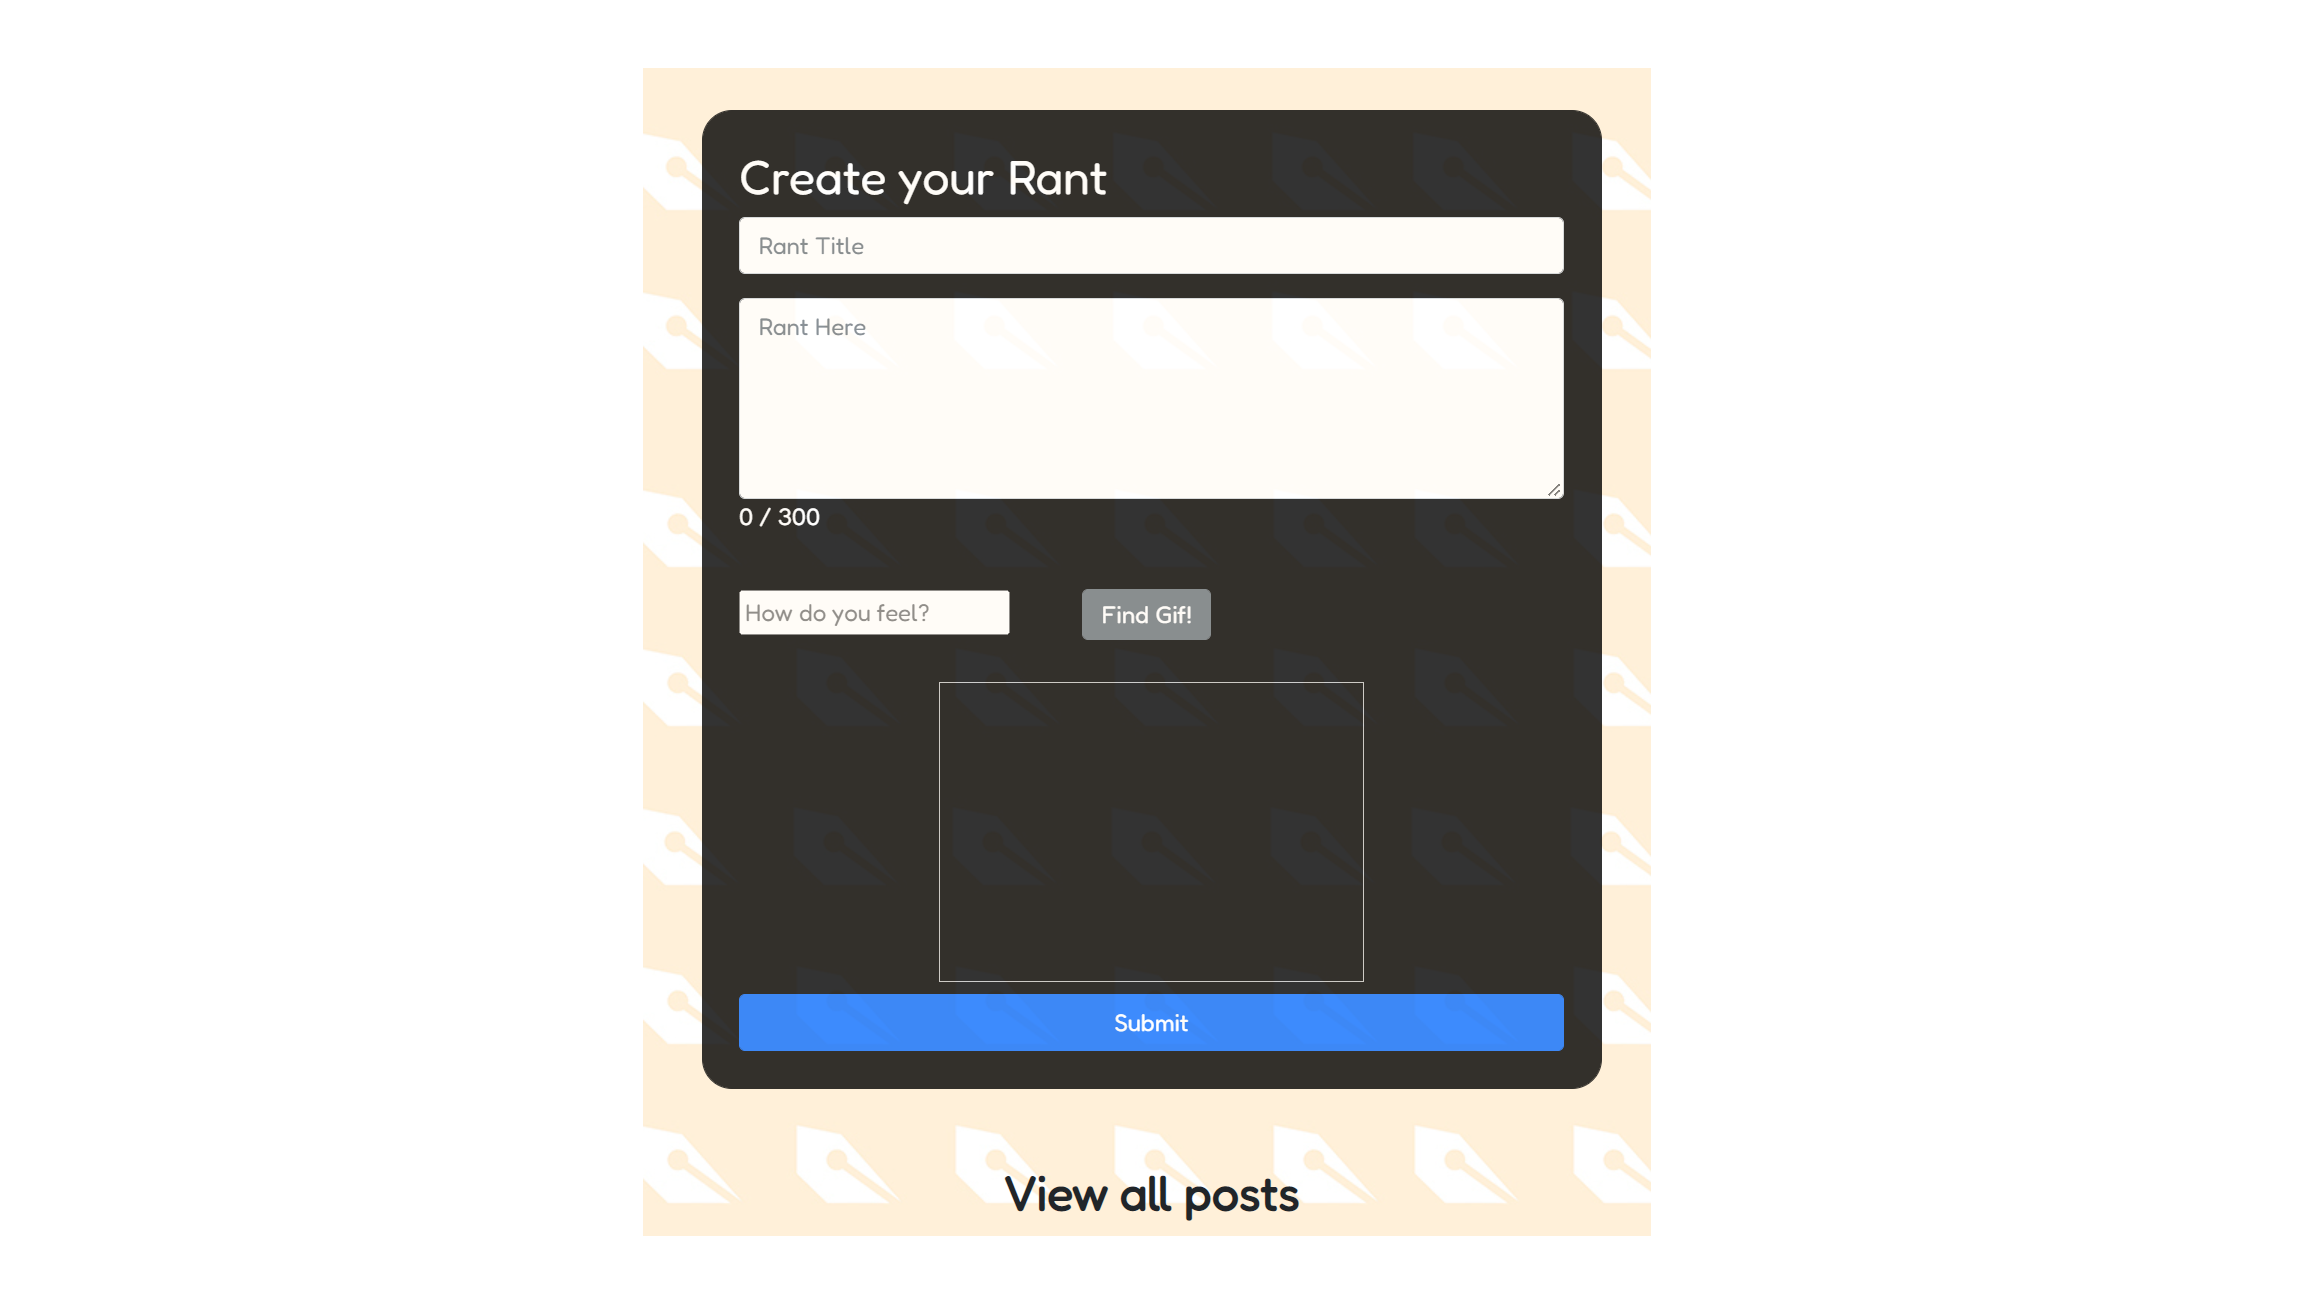 Create your Rant
Rant Title
Rant Here
0 / 300
How do you feel?
Find Gif!
Submit
View all posts